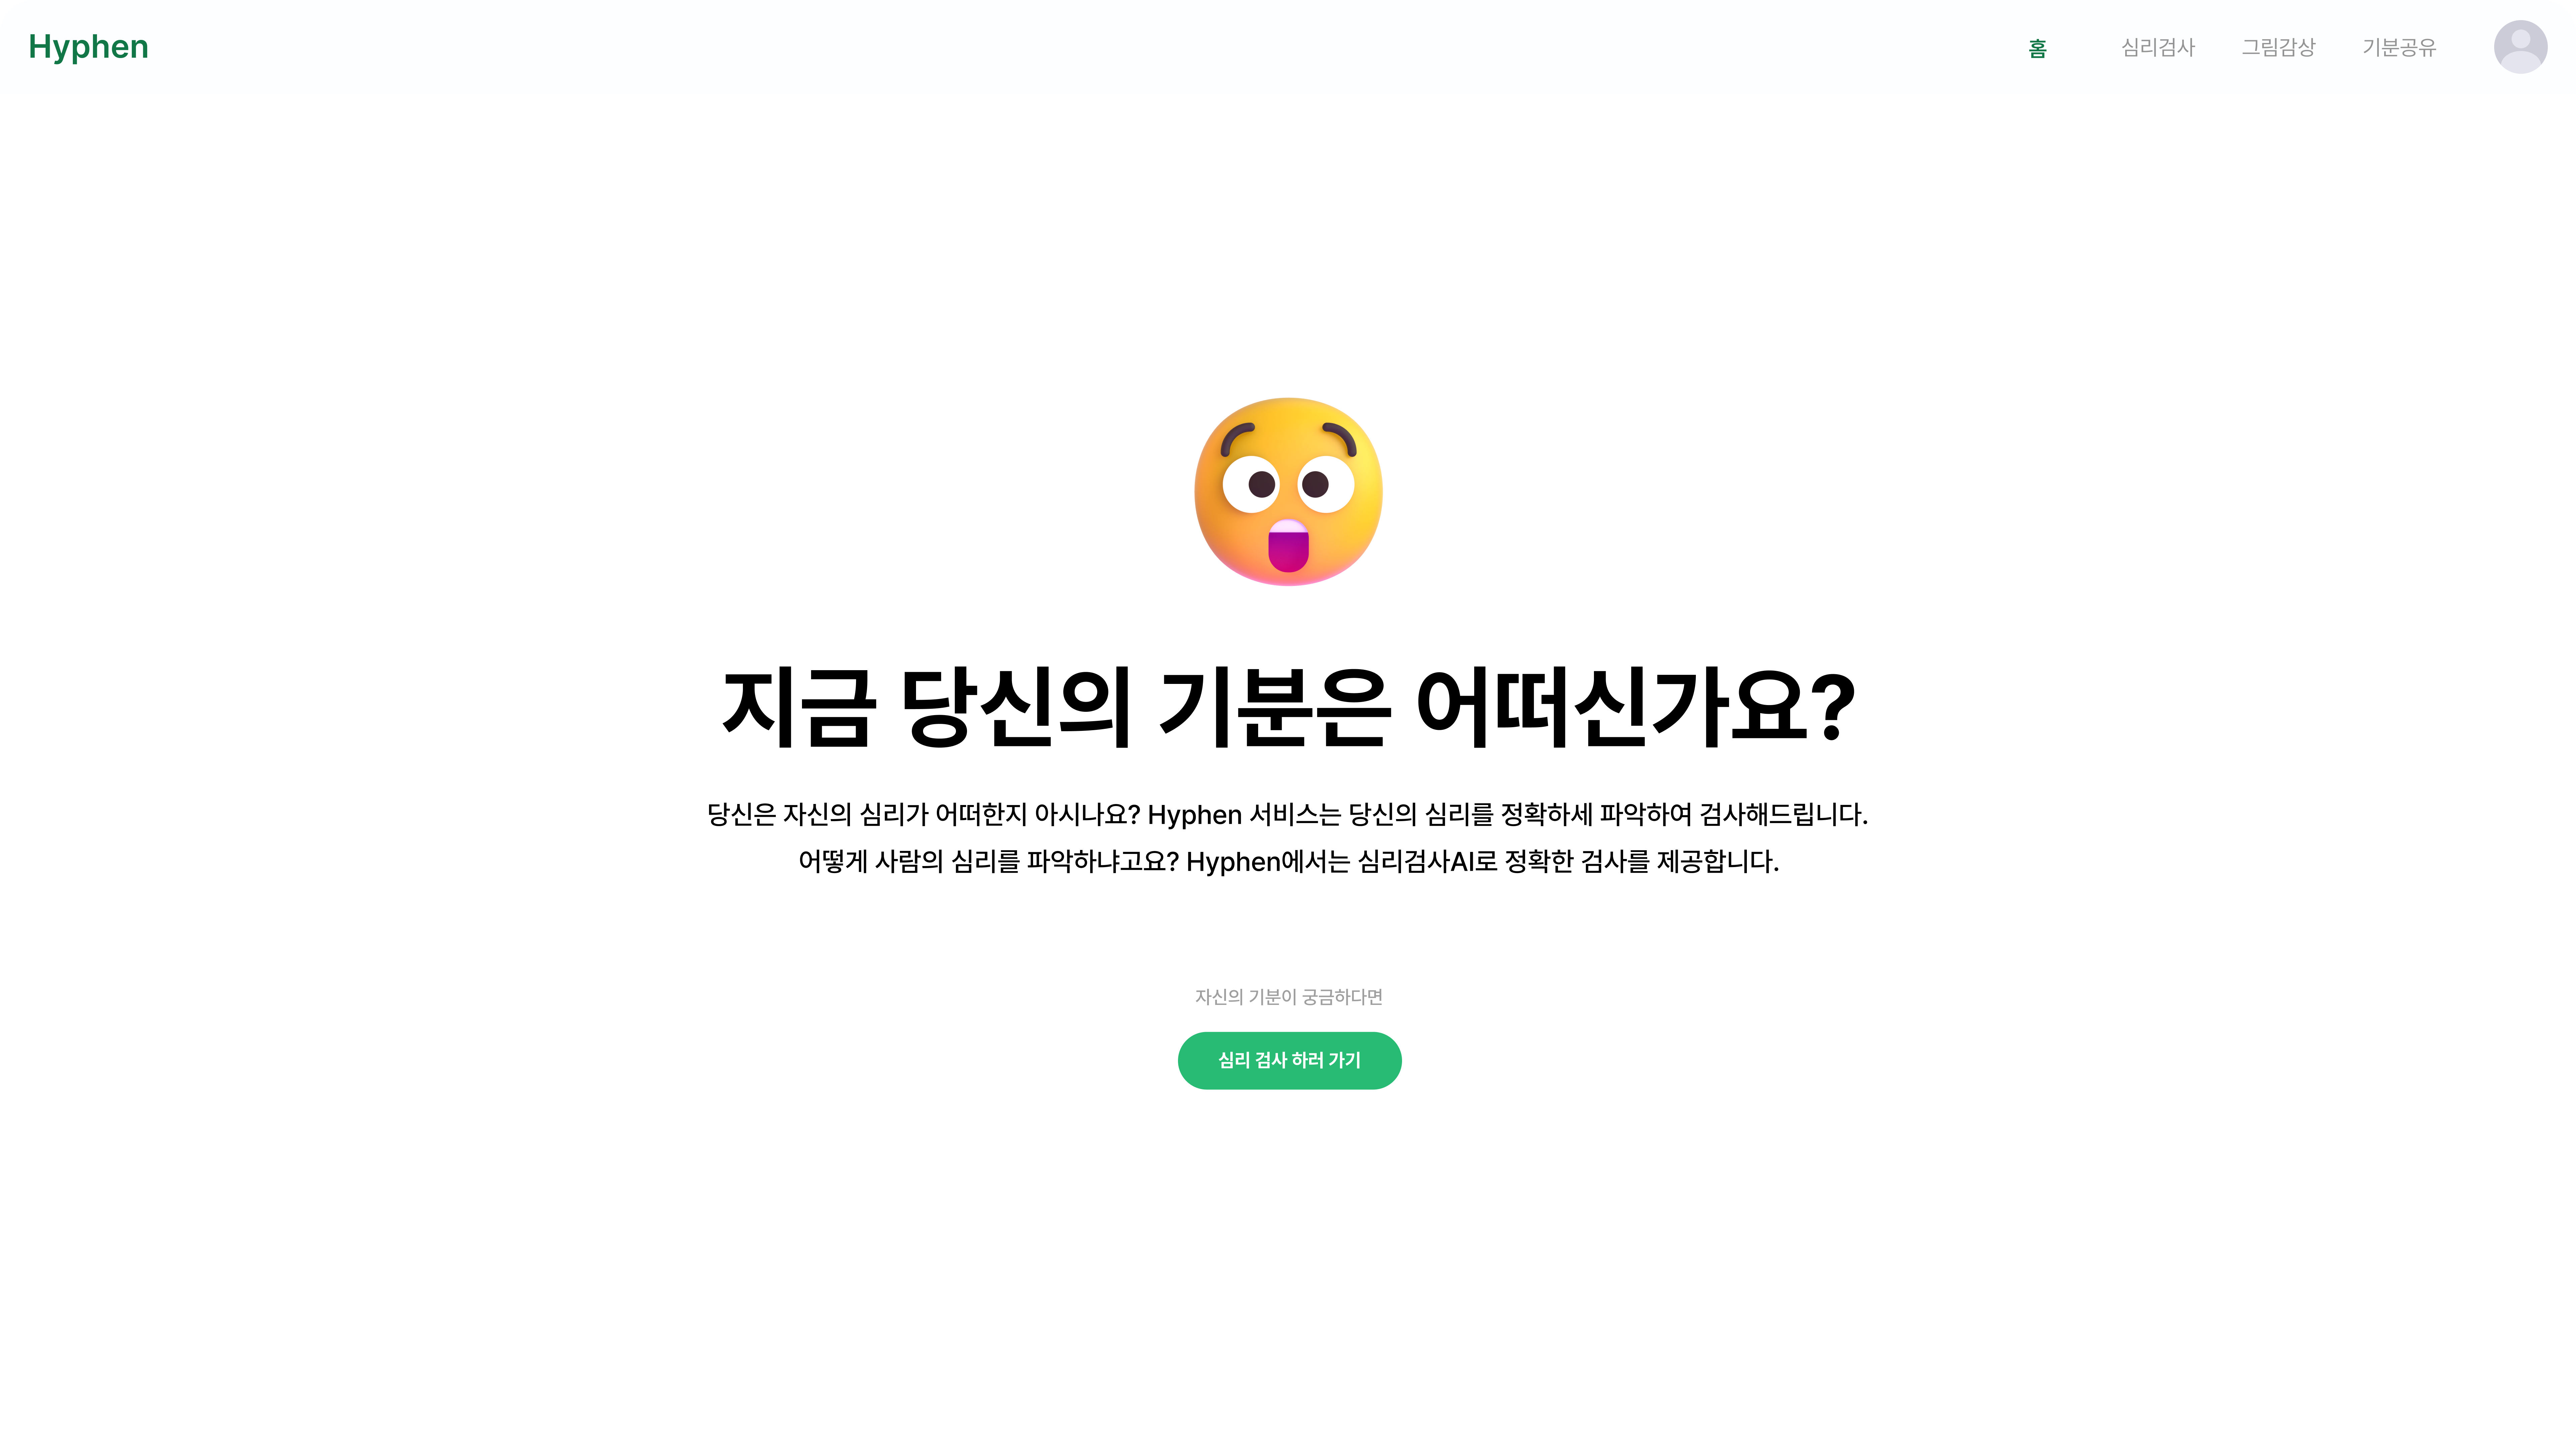 Hyphen
홈 심리검사 그림감상 기분공유
지금 당신의 기분은 어떠신가요?
당신은 자신의 심리가 어떠한지 아시나요? Hyphen 서비스는 당신의 심리를 정확하세 파악하여 검사해드립니다.
어떻게 사람의 심리를 파악하냐고요? Hyphen에서는 심리검사AI로 정확한 검사를 제공합니다.
자신의 기분이 궁금하다면
심리 검사 하러 가기